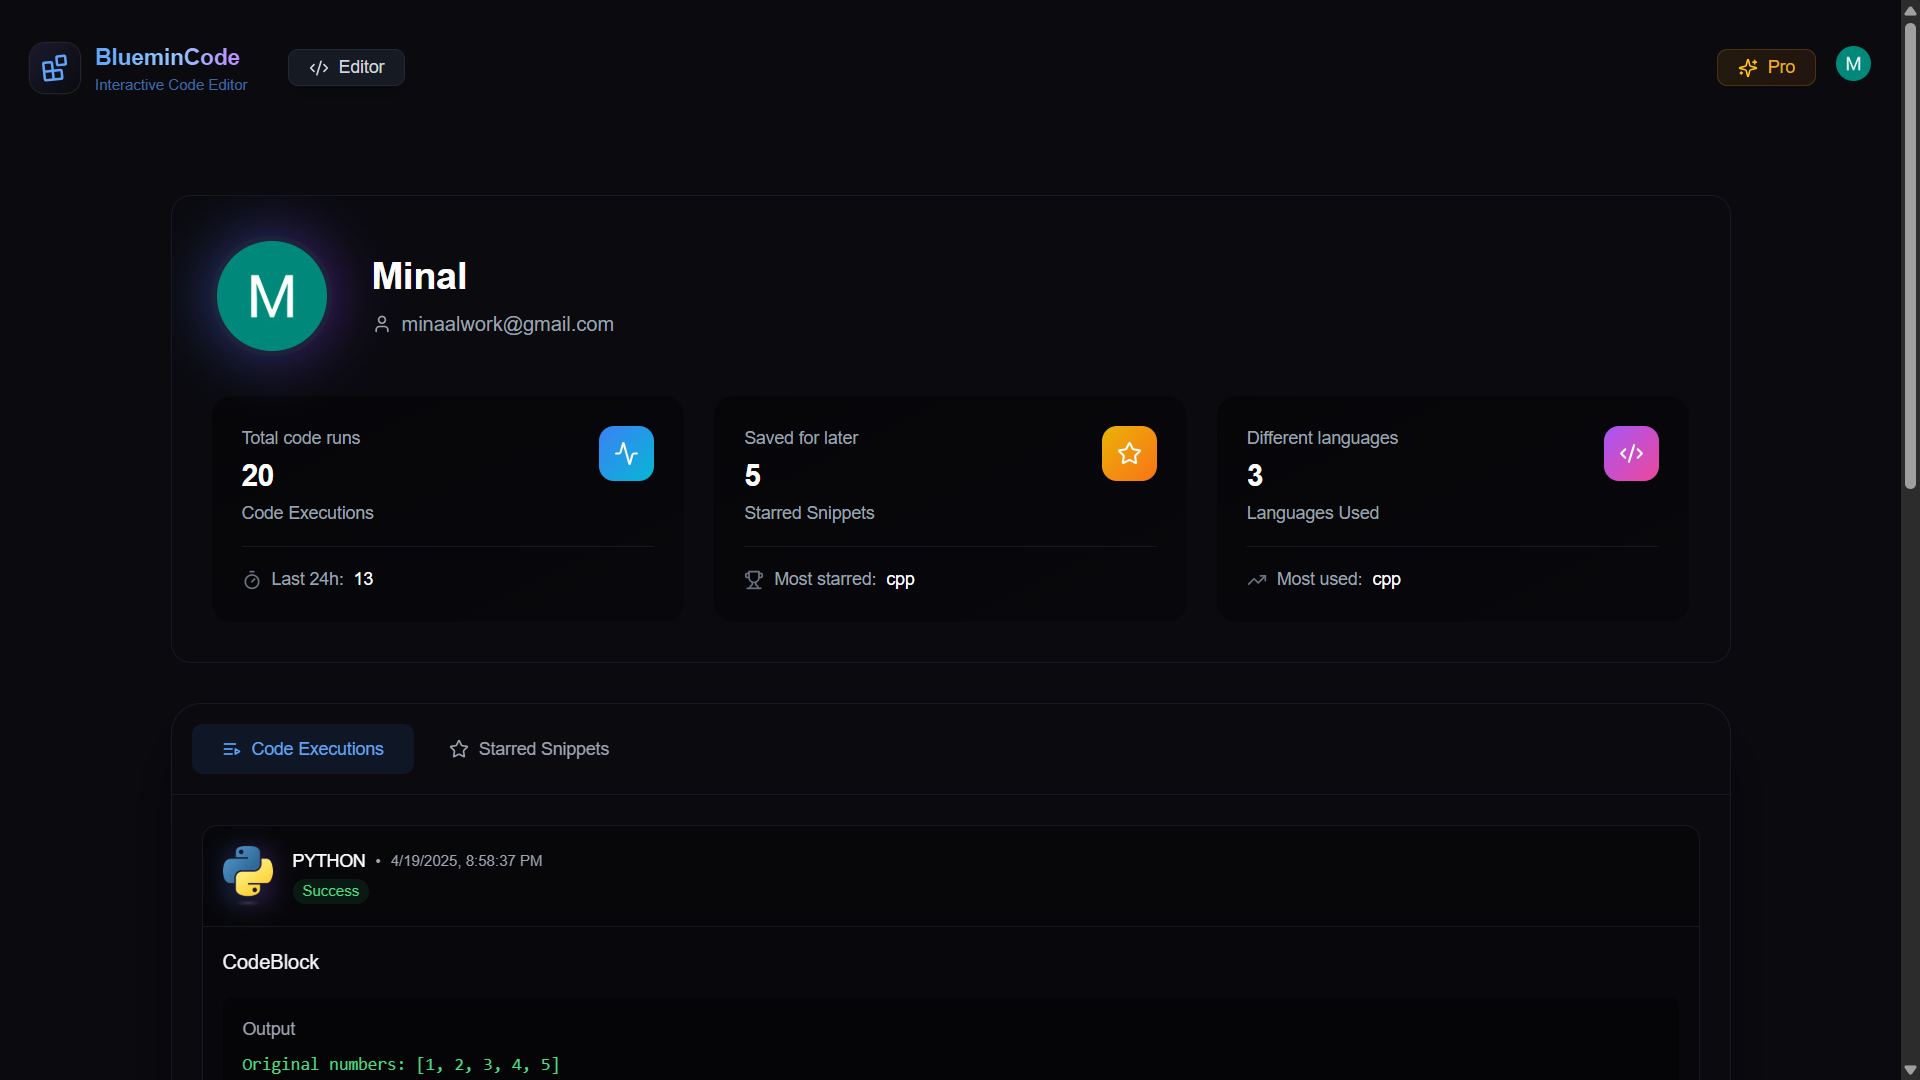 BlueminCode
Interactive Code Editor
</> Editor
Pro
M
M
Minal
minaalwork@gmail.com
Total code runs
20
Code Executions
Last 24h: 13
Saved for later
5
Starred Snippets
Most starred: cpp
Different languages
3
Languages Used
Most used: cpp
Code Executions
Starred Snippets
PYTHON • 4/19/2025, 8:58:37 PM
Success
CodeBlock
Output
Original numbers: [1, 2, 3, 4, 5]